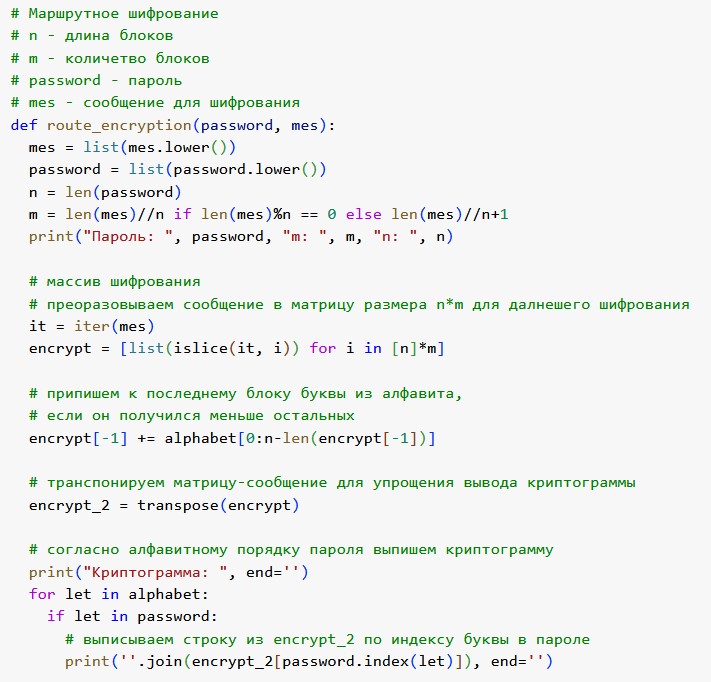 # Маршрутное шифрование
# n - длина блоков
# m - количетво блоков
# password - пароль
# mes - сообщение для шифрования
def route_encryption(password, mes):
  mes = list(mes.lower())
  password = list(password.lower())
  n = len(password)
  m = len(mes)//n if len(mes)%n == 0 else len(mes)//n+1
  print("Пароль: ", password, "m: ", m, "n: ", n)

  # массив шифрования
  # преоразовываем сообщение в матрицу размера n*m для далнешего шифрования
  it = iter(mes)
  encrypt = [list(islice(it, i)) for i in [n]*m]

  # припишем к последнему блоку буквы из алфавита,
  # если он получился меньше остальных
  encrypt[-1] += alphabet[0:n-len(encrypt[-1])]

  # транспонируем матрицу-сообщение для упрощения вывода криптограммы
  encrypt_2 = transpose(encrypt)

  # согласно алфавитному порядку пароля выпишем криптограмму
  print("Криптограмма: ", end='')
  for let in alphabet:
    if let in password:
      # выписываем строку из encrypt_2 по индексу буквы в пароле
      print(''.join(encrypt_2[password.index(let)]), end='')